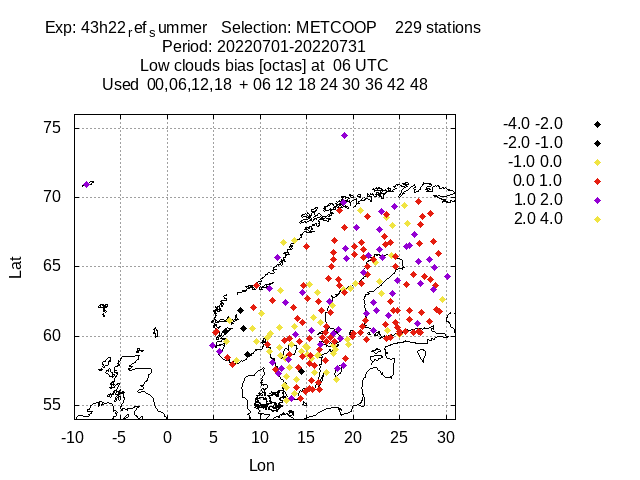 Exp: 43h22refsummer Selection: METCOOP 229 stations
Period: 20220701-20220731
Low clouds bias [octas] at 06 UTC
Used 00,06,12,18 + 06 12 18 24 30 36 42 48
-4.0 -2.0
-2.0 -1.0
-1.0 0.0
0.0 1.0
1.0 2.0
2.0 4.0
Lat
75
70
65
60
55
-10 -5 0 5 10 15 20 25 30
Lon